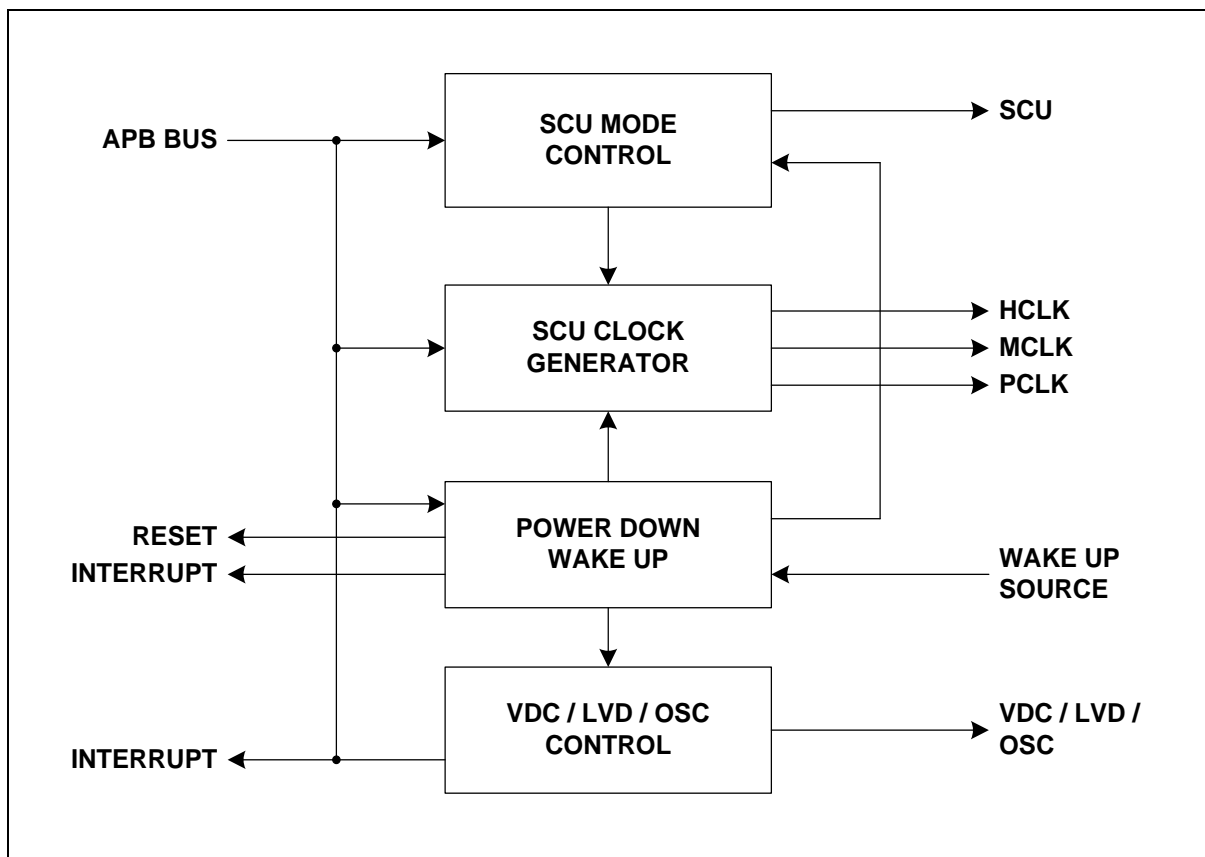 SCU MODE
CONTROL
SCU
APB BUS
SCU CLOCK
GENERATOR
HCLK
MCLK
PCLK
POWER DOWN
WAKE UP
RESET
INTERRUPT
WAKE UP
SOURCE
VDC / LVD / OSC
CONTROL
VDC / LVD /
OSC
INTERRUPT